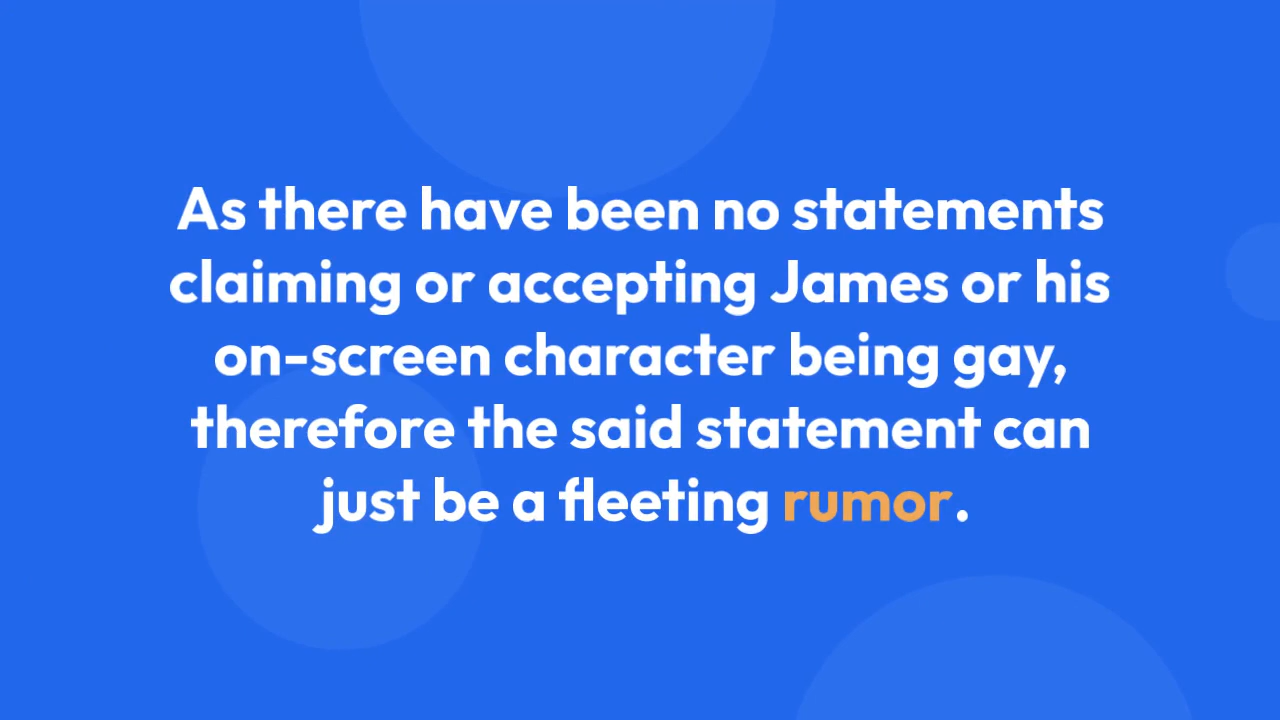 As there have been no statements
claiming or accepting James or his
on-screen character being gay,
therefore the said statement can
just be a fleeting rumor.